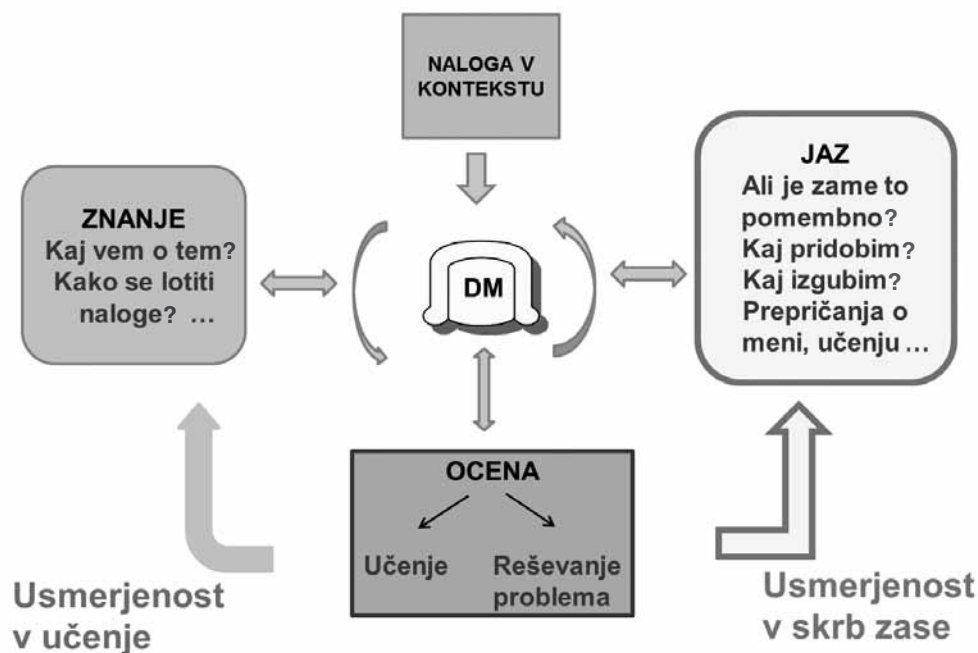 NALOGA V
KONTEKSTU
ZNANJE
Kaj vem o tem?
Kako se lotiti
naloge? ...
DM
JAZ
Ali je zame to
pomembno?
Kaj pridobim?
Kaj izgubim?
Prepričanja o
meni, učenju ...
OCENA
Učenje
Reševanje
problema
Usmerjenost
v učenje
Usmerjenost
v skrb zase